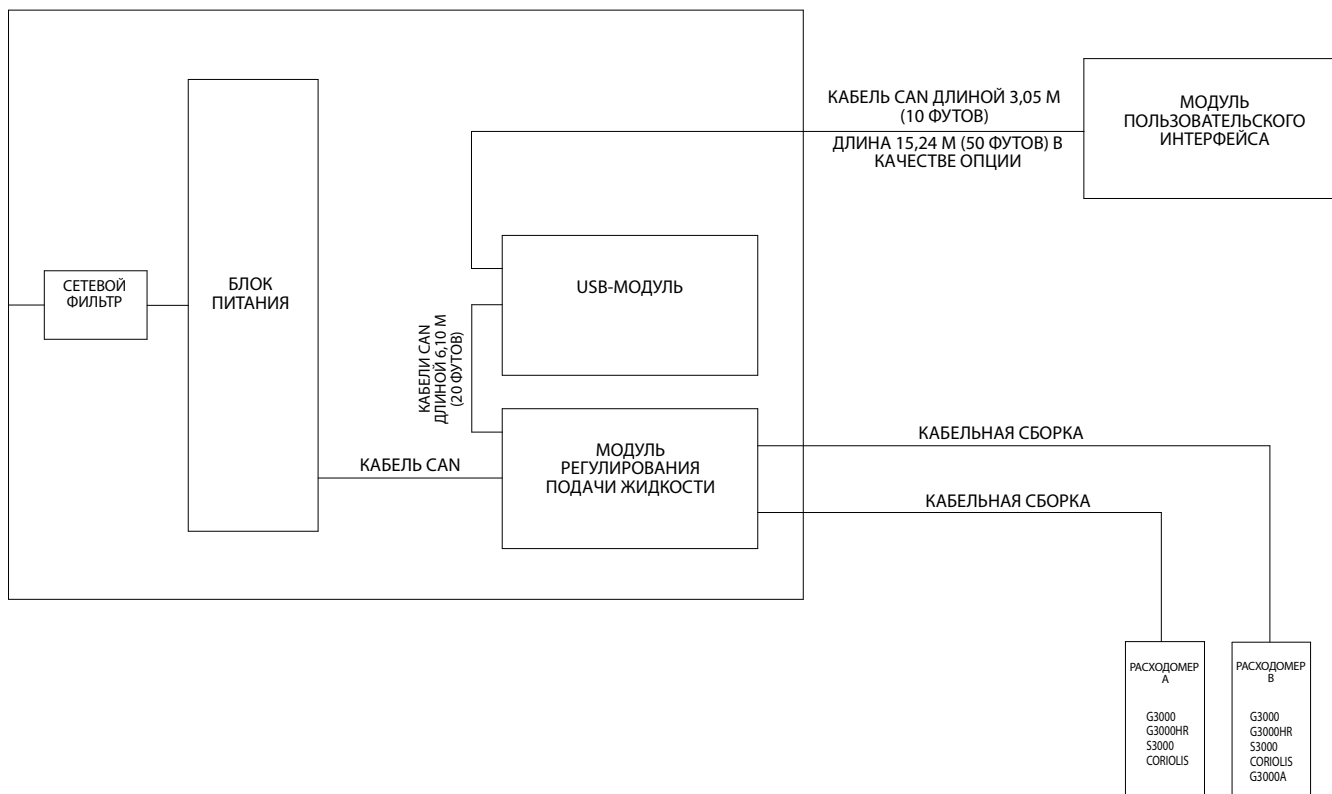 КАБЕЛЬ CAN ДЛИНОЙ 3,05 М
(10 ФУТОВ)
ДЛИНА 15,24 М (50 ФУТОВ) В
КАЧЕСТВЕ ОПЦИИ
МОДУЛЬ
ПОЛЬЗОВАТЕЛЬСКОГО
ИНТЕРФЕЙСА
СЕТЕВОЙ
ФИЛЬТР
БЛОК
ПИТАНИЯ
USB-МОДУЛЬ
КАБЕЛИ CAN
ДЛИНОЙ 6,10 М
(20 ФУТОВ)
КАБЕЛЬ CAN
МОДУЛЬ
РЕГУЛИРОВАНИЯ
ПОДАЧИ ЖИДКОСТИ
КАБЕЛЬНАЯ СБОРКА
КАБЕЛЬНАЯ СБОРКА
РАСХОДОМЕР
A
G3000
G3000HR
S3000
CORIOLIS
РАСХОДОМЕР
B
G3000
G3000HR
S3000
CORIOLIS
G3000A